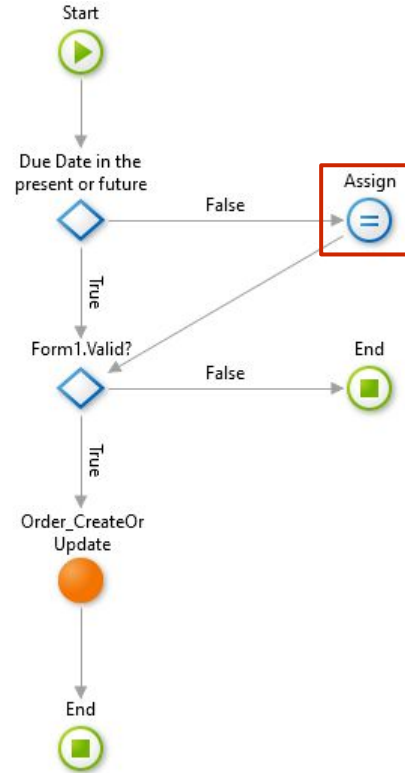 Start
Due Date in the
present or future
False
Assign
True
Form1.Valid?
False
End
True
Order_CreateOr
Update
End